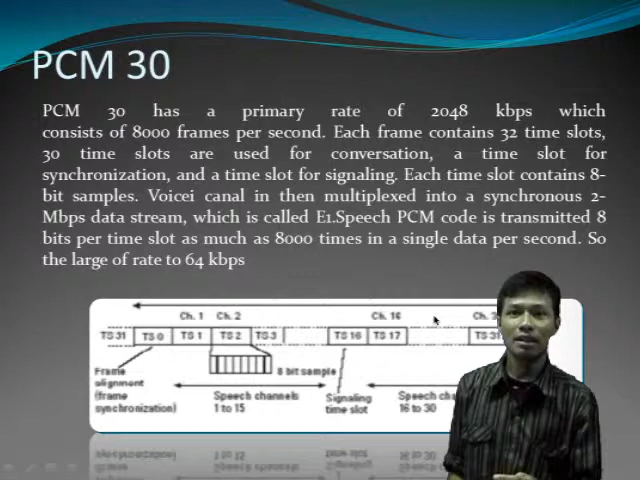 PCM 30
PCM 30 has a primary rate of 2048 kbps which
consists of 8000 frames per second. Each frame contains 32 time slots,
30 time slots are used for conversation, a time slot for
synchronization, and a time slot for signaling. Each time slot contains 8-
bit samples. Voicei canal in then multiplexed into a synchronous 2-
Mbps data stream, which is called E1.Speech PCM code is transmitted 8
bits per time slot as much as 8000 times in a single data per second. So
the large of rate to 64 kbps
Ch. 1 Ch. 2 Ch. 16 Ch.
TS 31 TS 0 TS 1 TS 2 TS 3 TS 16 TS 17 TS 31
8 bit sample
Frame
alignment
(frame
synchronization)
Speech channels
1 to 15
Signaling
time slot
Speech
16 to 30